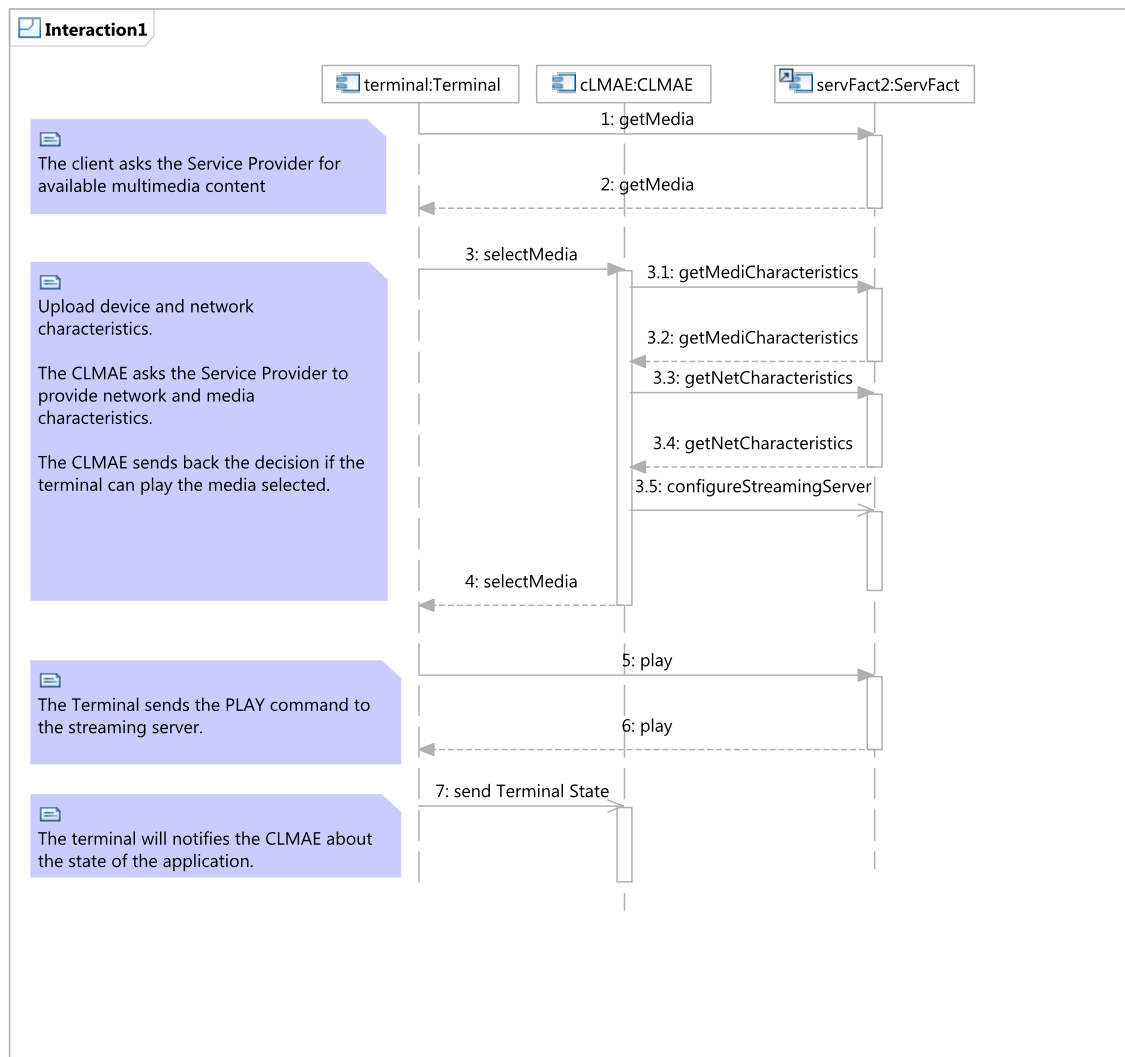 Interaction1
terminal:Terminal
cLMAE:CLMAE
servFact2:ServFact
1: getMedia
The client asks the Service Provider for
available multimedia content
2: getMedia
3: selectMedia
3.1: getMediCharacteristics
Upload device and network
characteristics.
3.2: getMediCharacteristics
The CLMAE asks the Service Provider to
provide network and media
characteristics.
3.3: getNetCharacteristics
3.4: getNetCharacteristics
The CLMAE sends back the decision if the
terminal can play the media selected.
3.5: configureStreamingServer
4: selectMedia
5: play
The Terminal sends the PLAY command to
the streaming server.
6: play
7: send Terminal State
The terminal will notifies the CLMAE about
the state of the application.